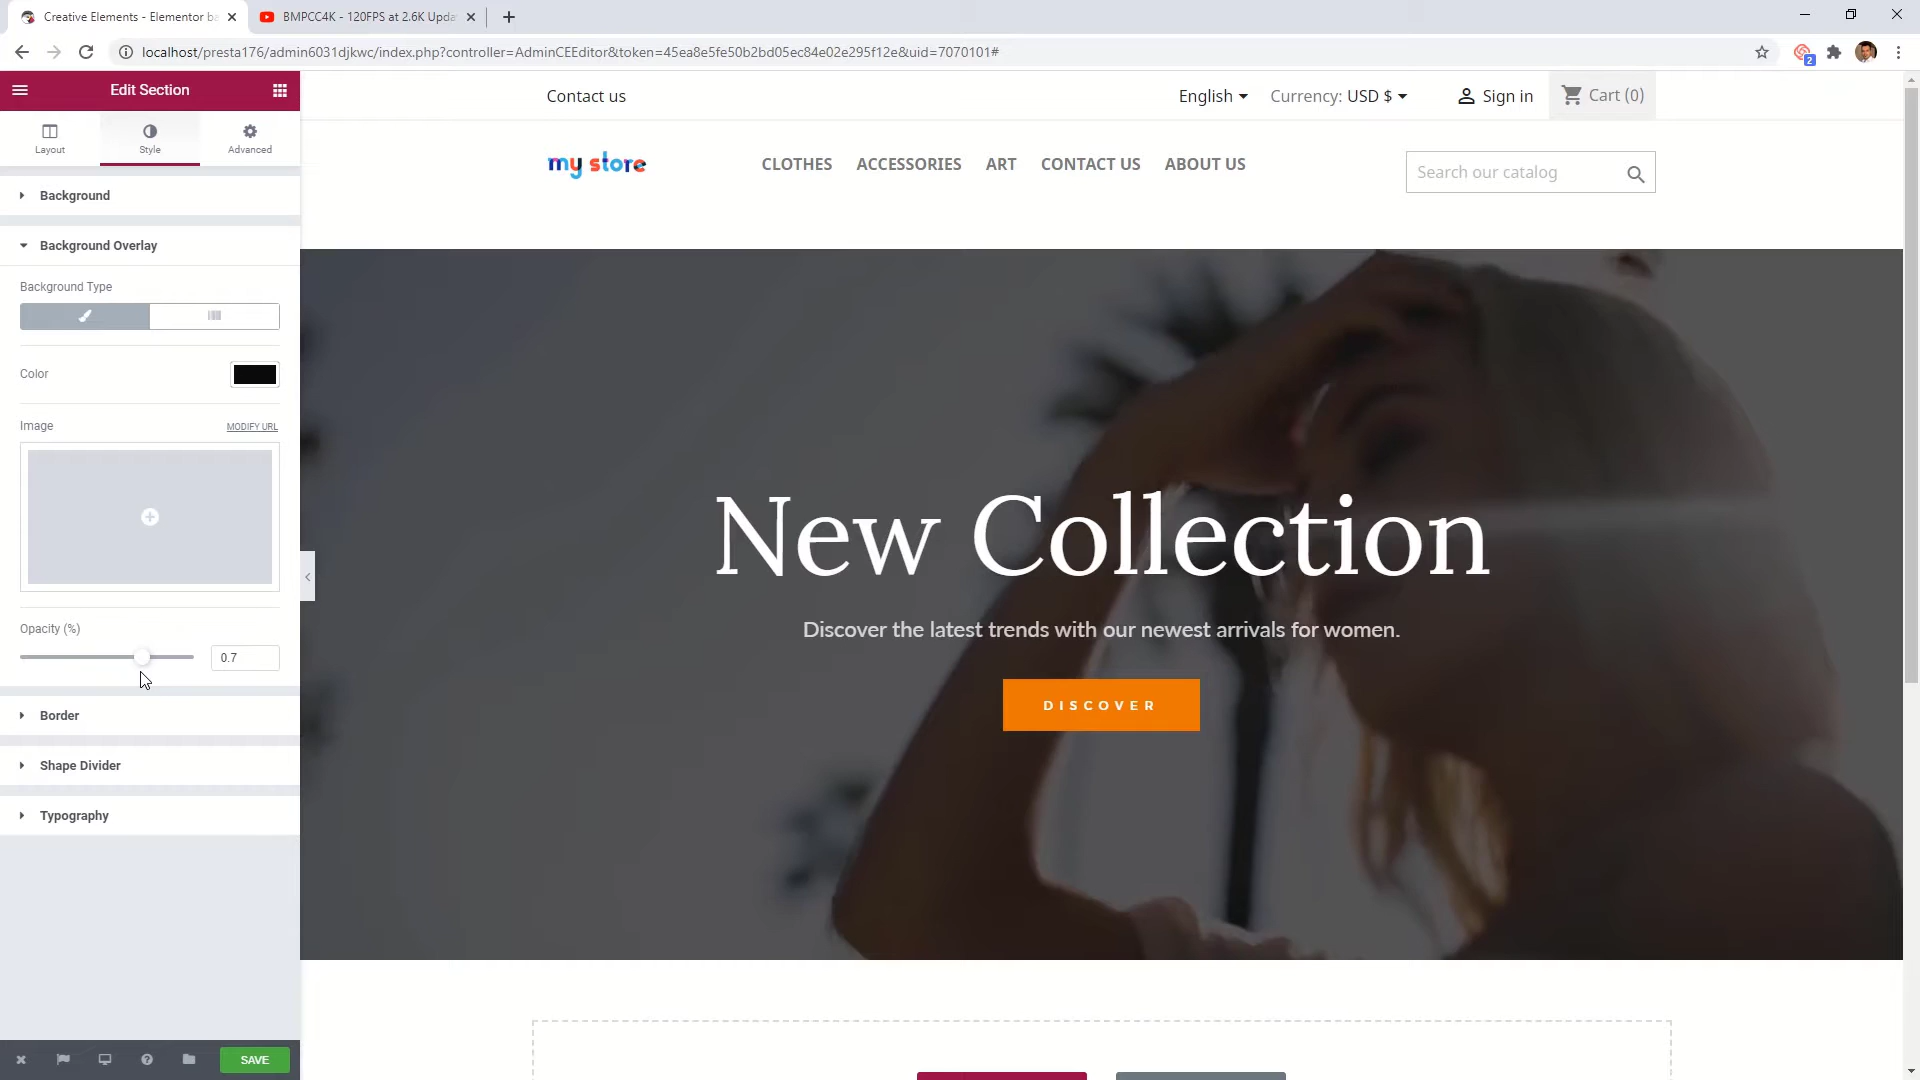 Creative Elements - Elementor ba
BMPCC4K - 120FPS at 2.6K Upda
localhost/presta176/admin6031djkwc/index.php?controller=AdminCEEditor&token=45ea8e5fe50b2bd05ec84e02e295f12e&uid=7070101#
2
Edit Section
Layout
Style
Advanced
Background
Background Overlay
Background Type
Color
Image
MODIFY URL
Opacity (%)
0.7
Border
Shape Divider
Typography
SAVE
Contact us
English
Currency: USD $
Sign in
Cart (0)
my store
CLOTHES
ACCESSORIES
ART
CONTACT US
ABOUT US
Search our catalog
New Collection
Discover the latest trends with our newest arrivals for women.
DISCOVER